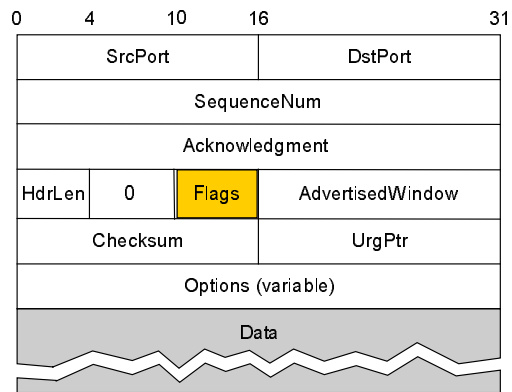 0 4 10 16 31
SrcPort DstPort
SequenceNum
Acknowledgment
HdrLen 0 Flags AdvertisedWindow
Checksum UrgPtr
Options (variable)
Data